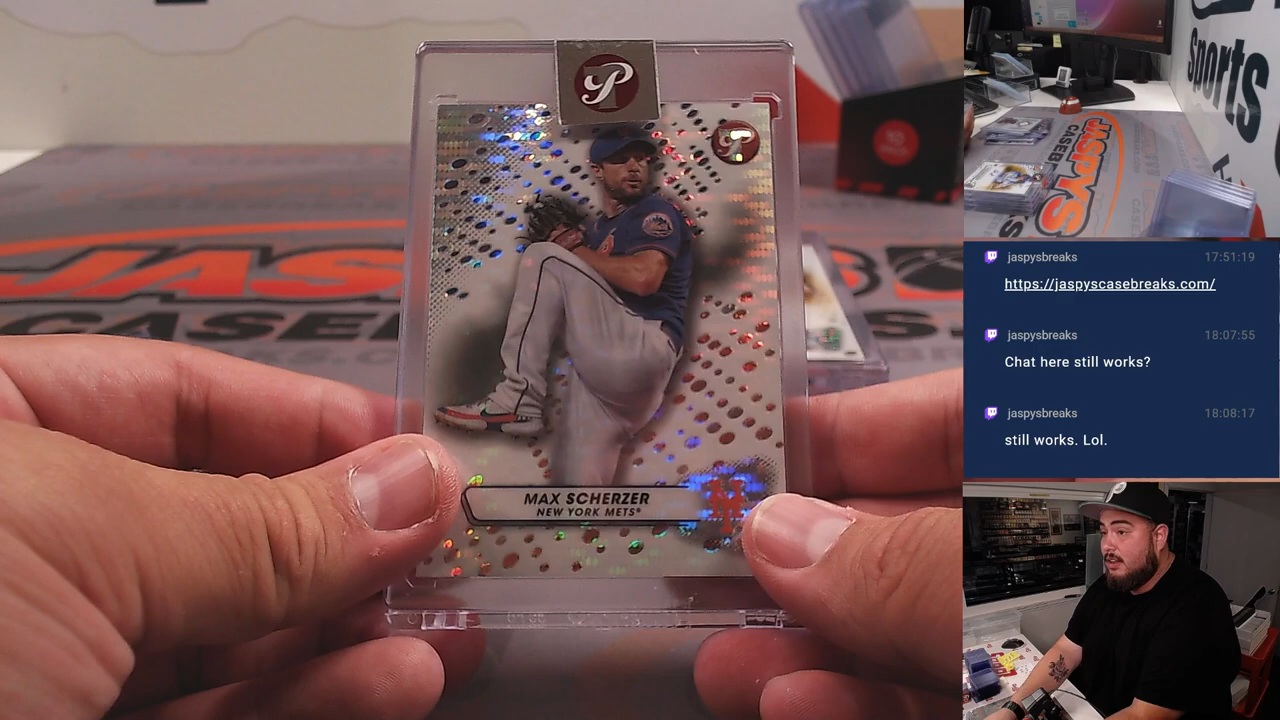 MAX SCHERZER
NEW YORK METS®
JASPYS
CASEB
Sports
jaspysbreaks 17:51:19
https://jaspyscasebreaks.com/
jaspysbreaks 18:07:55
Chat here still works?
jaspysbreaks 18:08:17
still works. Lol.